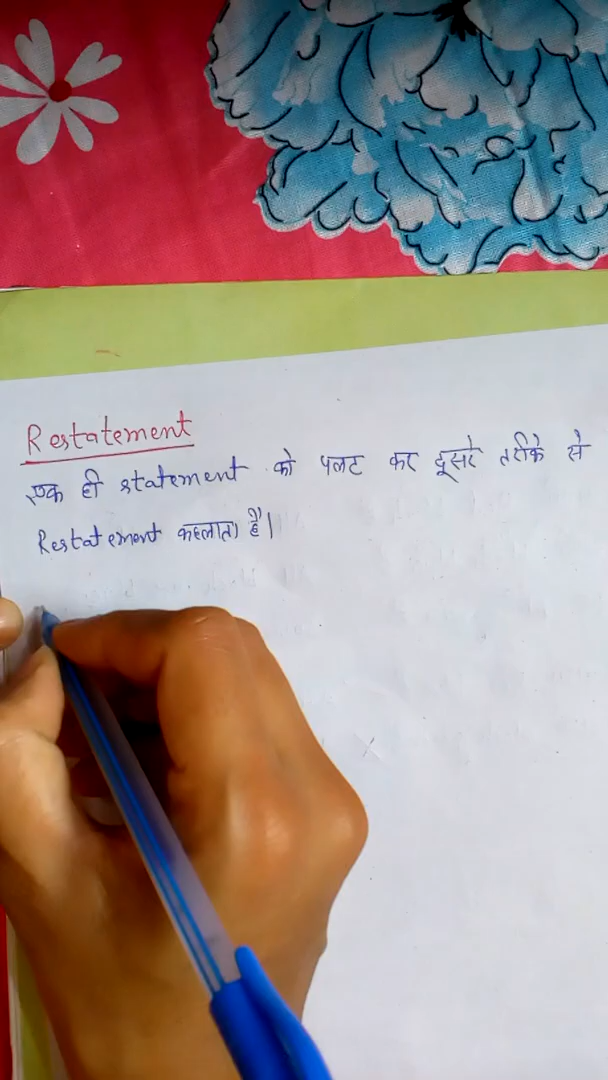 Restatement
एक ही statement को पलट कर दूसरे तरीके से
Restatement कहलाता है।